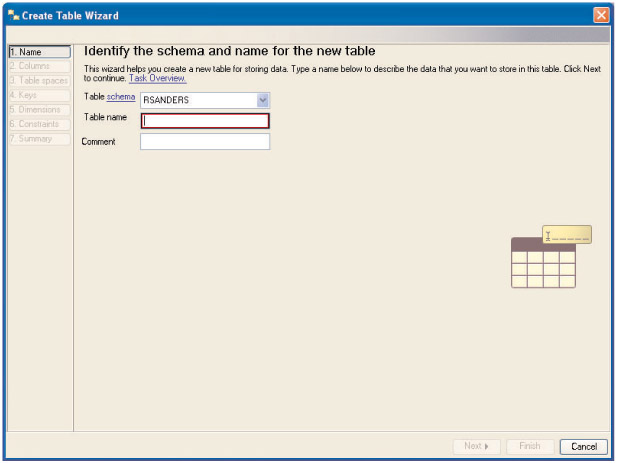 Create Table Wizard
1. Name
2. Columns
3. Table spaces
4. Keys
5. Dimensions
6. Constraints
7. Summary
Identify the schema and name for the new table
This wizard helps you create a new table for storing data. Type a name below to describe the data that you want to store in this table. Click Next
to continue. Task Overview.
Table schema RSANDERS
Table name
Comment
Next Finish Cancel